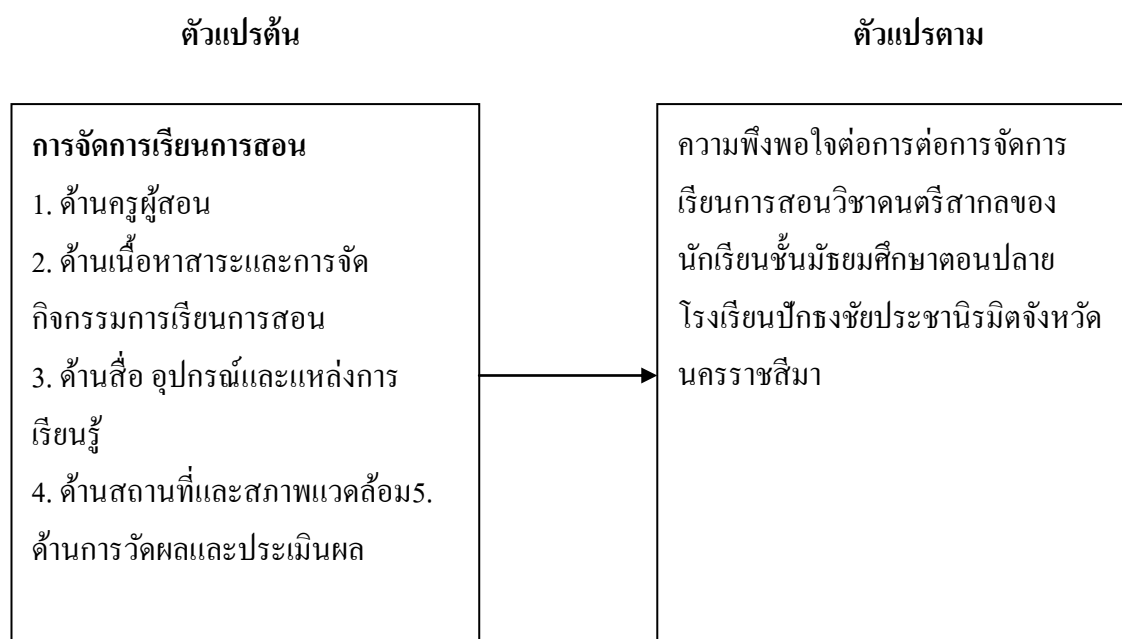 ตัวแปรต้น
ตัวแปรตาม
การจัดการเรียนการสอน
1. ด้านครูผู้สอน
2. ด้านเนื้อหาสาระและการจัด
กิจกรรมการเรียนการสอน
3. ด้านสื่อ อุปกรณ์และแหล่งการ
เรียนรู้
4. ด้านสถานที่และสภาพแวดล้อม5.
ด้านการวัดผลและประเมินผล
ความพึงพอใจต่อการต่อการจัดการ
เรียนการสอนวิชาดนตรีสากลของ
นักเรียนชั้นมัธยมศึกษาตอนปลาย
โรงเรียนปักธงชัยประชานิรมิตจังหวัด
นครราชสีมา